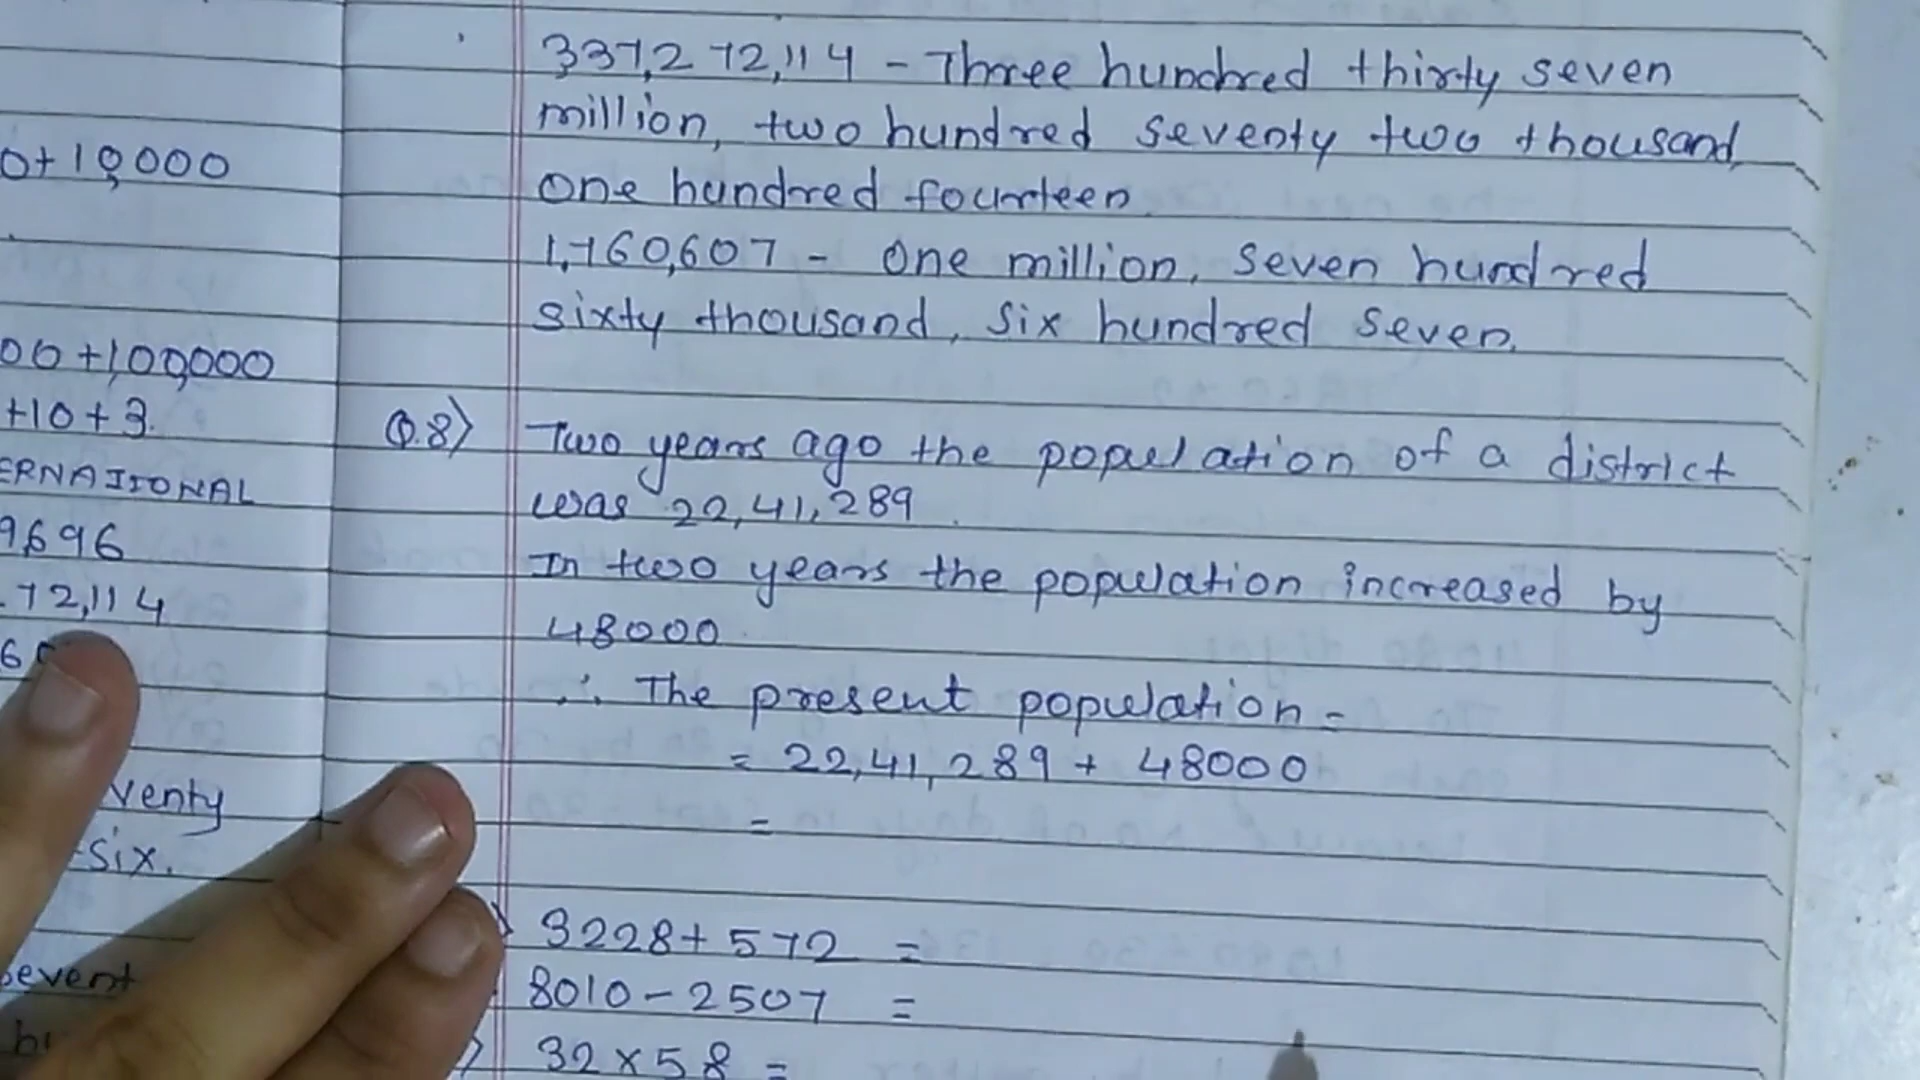 0+10,000
00+1,00,000
+10+3.
ERNAITONAL
9,696
72,114
venty
-six.
337,272,114 - Three hundred thirty seven
million, two hundred seventy two thousand,
One hundred fourteen.
1,760,607 - One million, seven hundred
sixty thousand, six hundred seven.
Q.8) Two years ago the population of a district
was 22,41,289.
In two years the population increased by
48000.
∴ The present population =
= 22,41,289 + 48000
=
3228+572 =
8010-2507 =
32×58 =